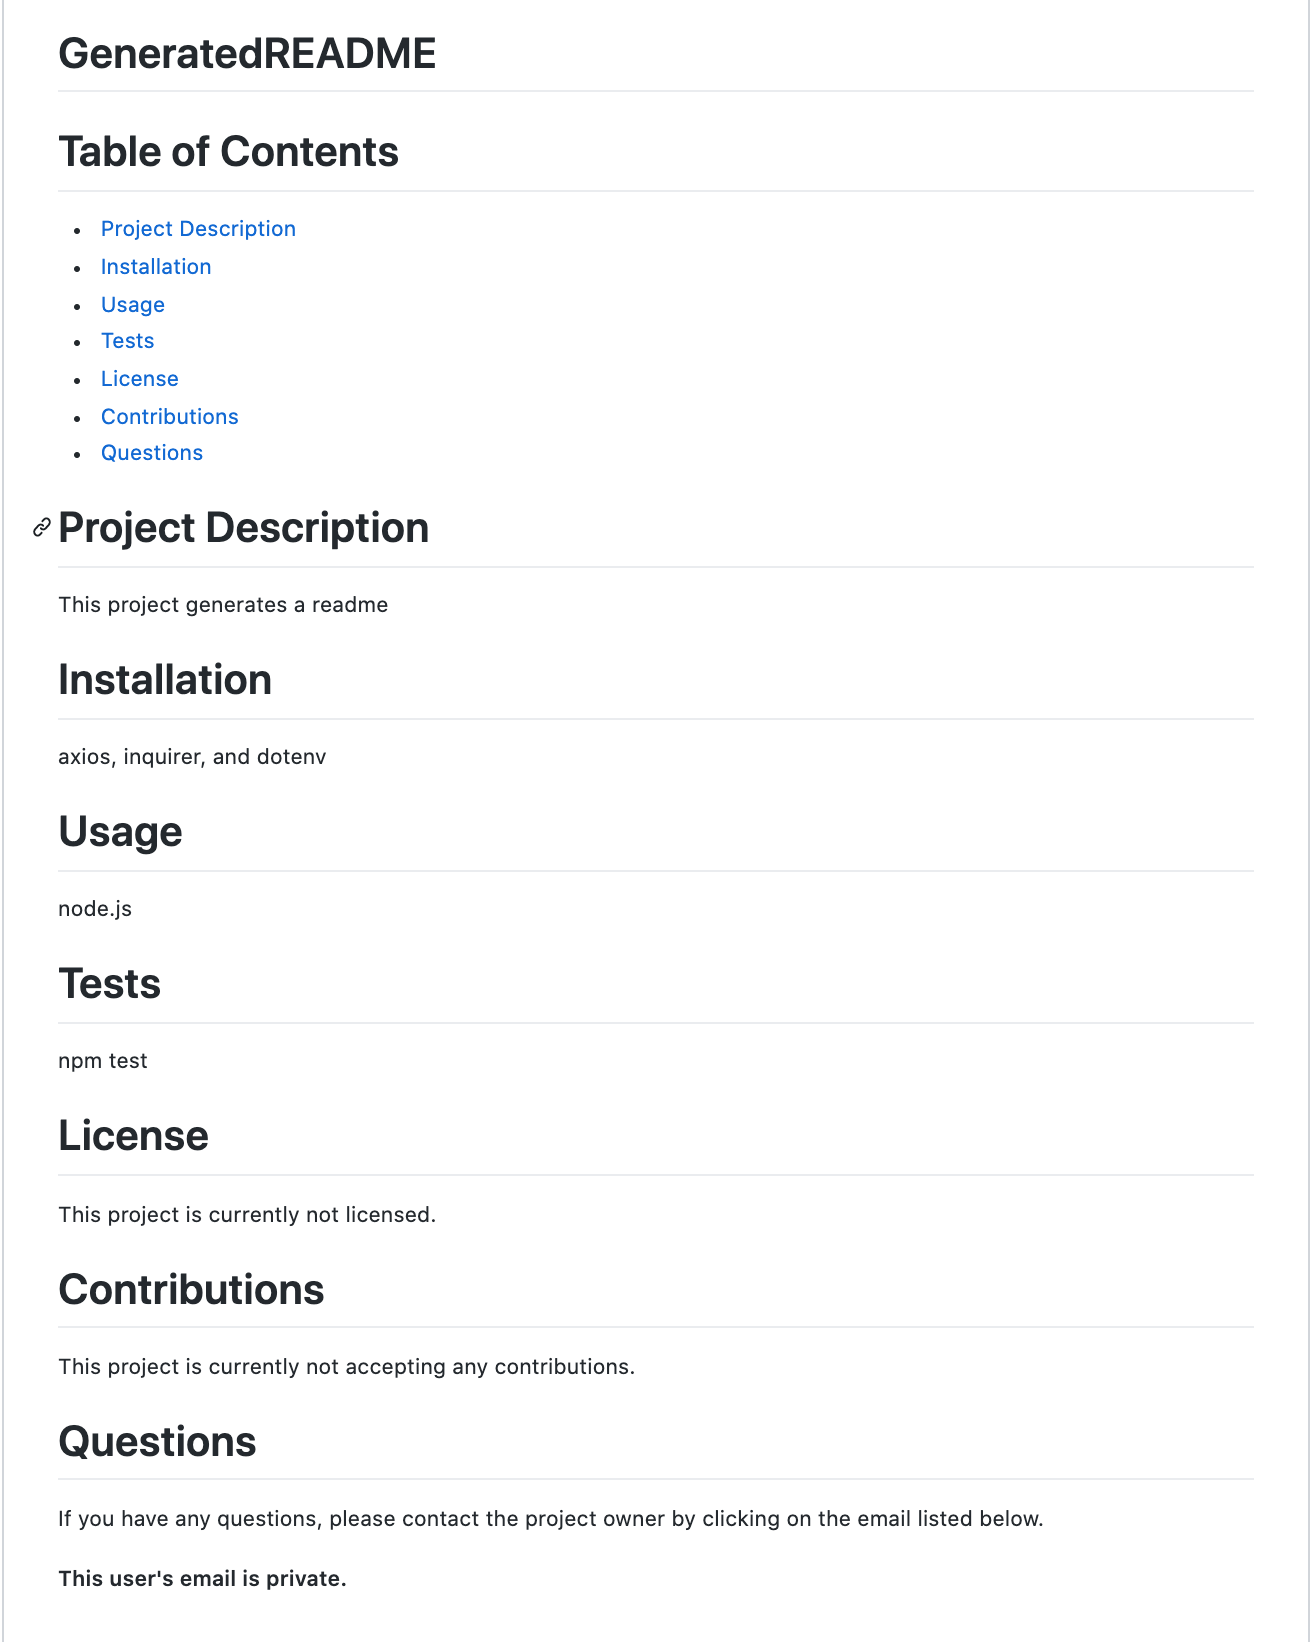 GeneratedREADME
Table of Contents
Project Description
Installation
Usage
Tests
License
Contributions
Questions
Project Description
This project generates a readme
Installation
axios, inquirer, and dotenv
Usage
node.js
Tests
npm test
License
This project is currently not licensed.
Contributions
This project is currently not accepting any contributions.
Questions
If you have any questions, please contact the project owner by clicking on the email listed below.
This user's email is private.